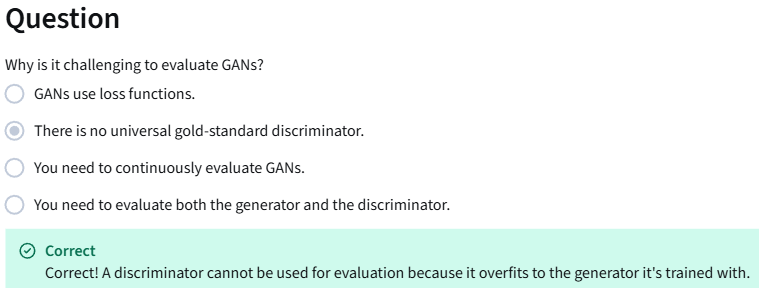 Question
Why is it challenging to evaluate GANs?
GANs use loss functions.
There is no universal gold-standard discriminator.
You need to continuously evaluate GANs.
You need to evaluate both the generator and the discriminator.
Correct
Correct! A discriminator cannot be used for evaluation because it overfits to the generator it's trained with.